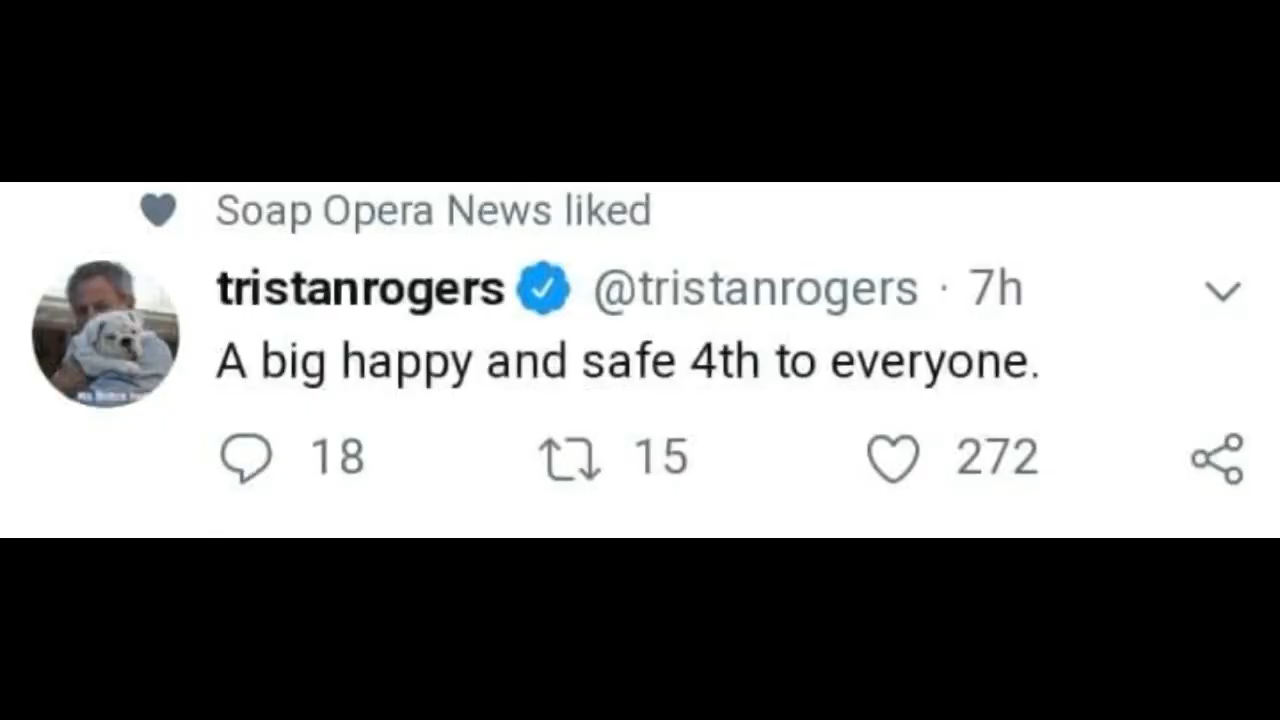 Soap Opera News liked
tristanrogers @tristanrogers · 7h
A big happy and safe 4th to everyone.
18 15 272